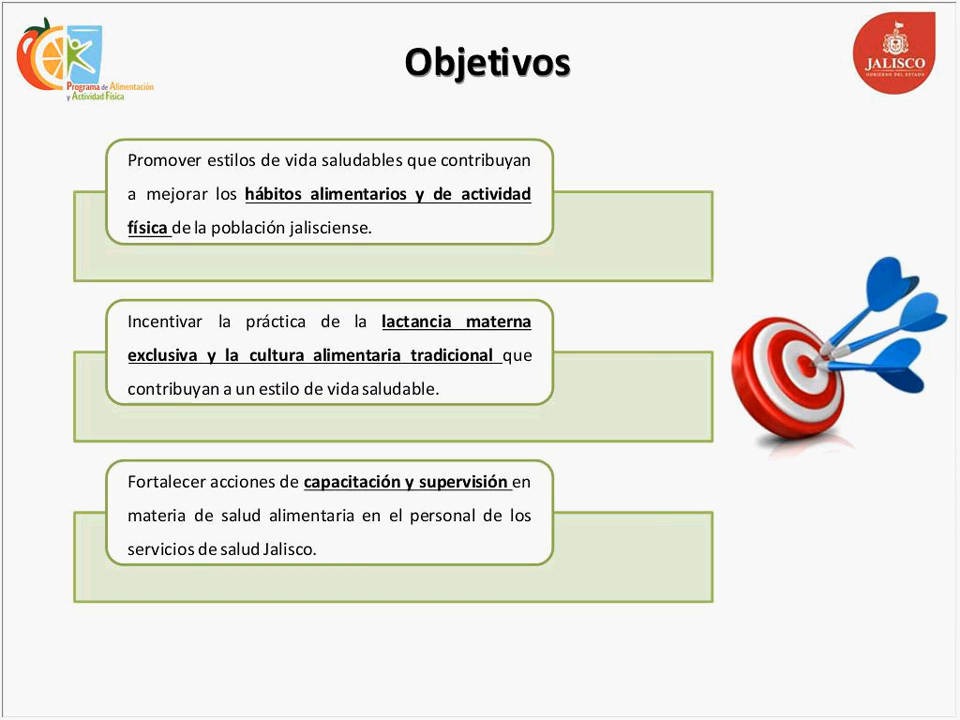 Objetivos
Programa de Alimentación
y Actividad Física
JALISCO
GOBIERNO DEL ESTADO
Promover estilos de vida saludables que contribuyan
a mejorar los hábitos alimentarios y de actividad
física de la población jalisciense.
Incentivar la práctica de la lactancia materna
exclusiva y la cultura alimentaria tradicional que
contribuyan a un estilo de vida saludable.
Fortalecer acciones de capacitación y supervisión en
materia de salud alimentaria en el personal de los
servicios de salud Jalisco.